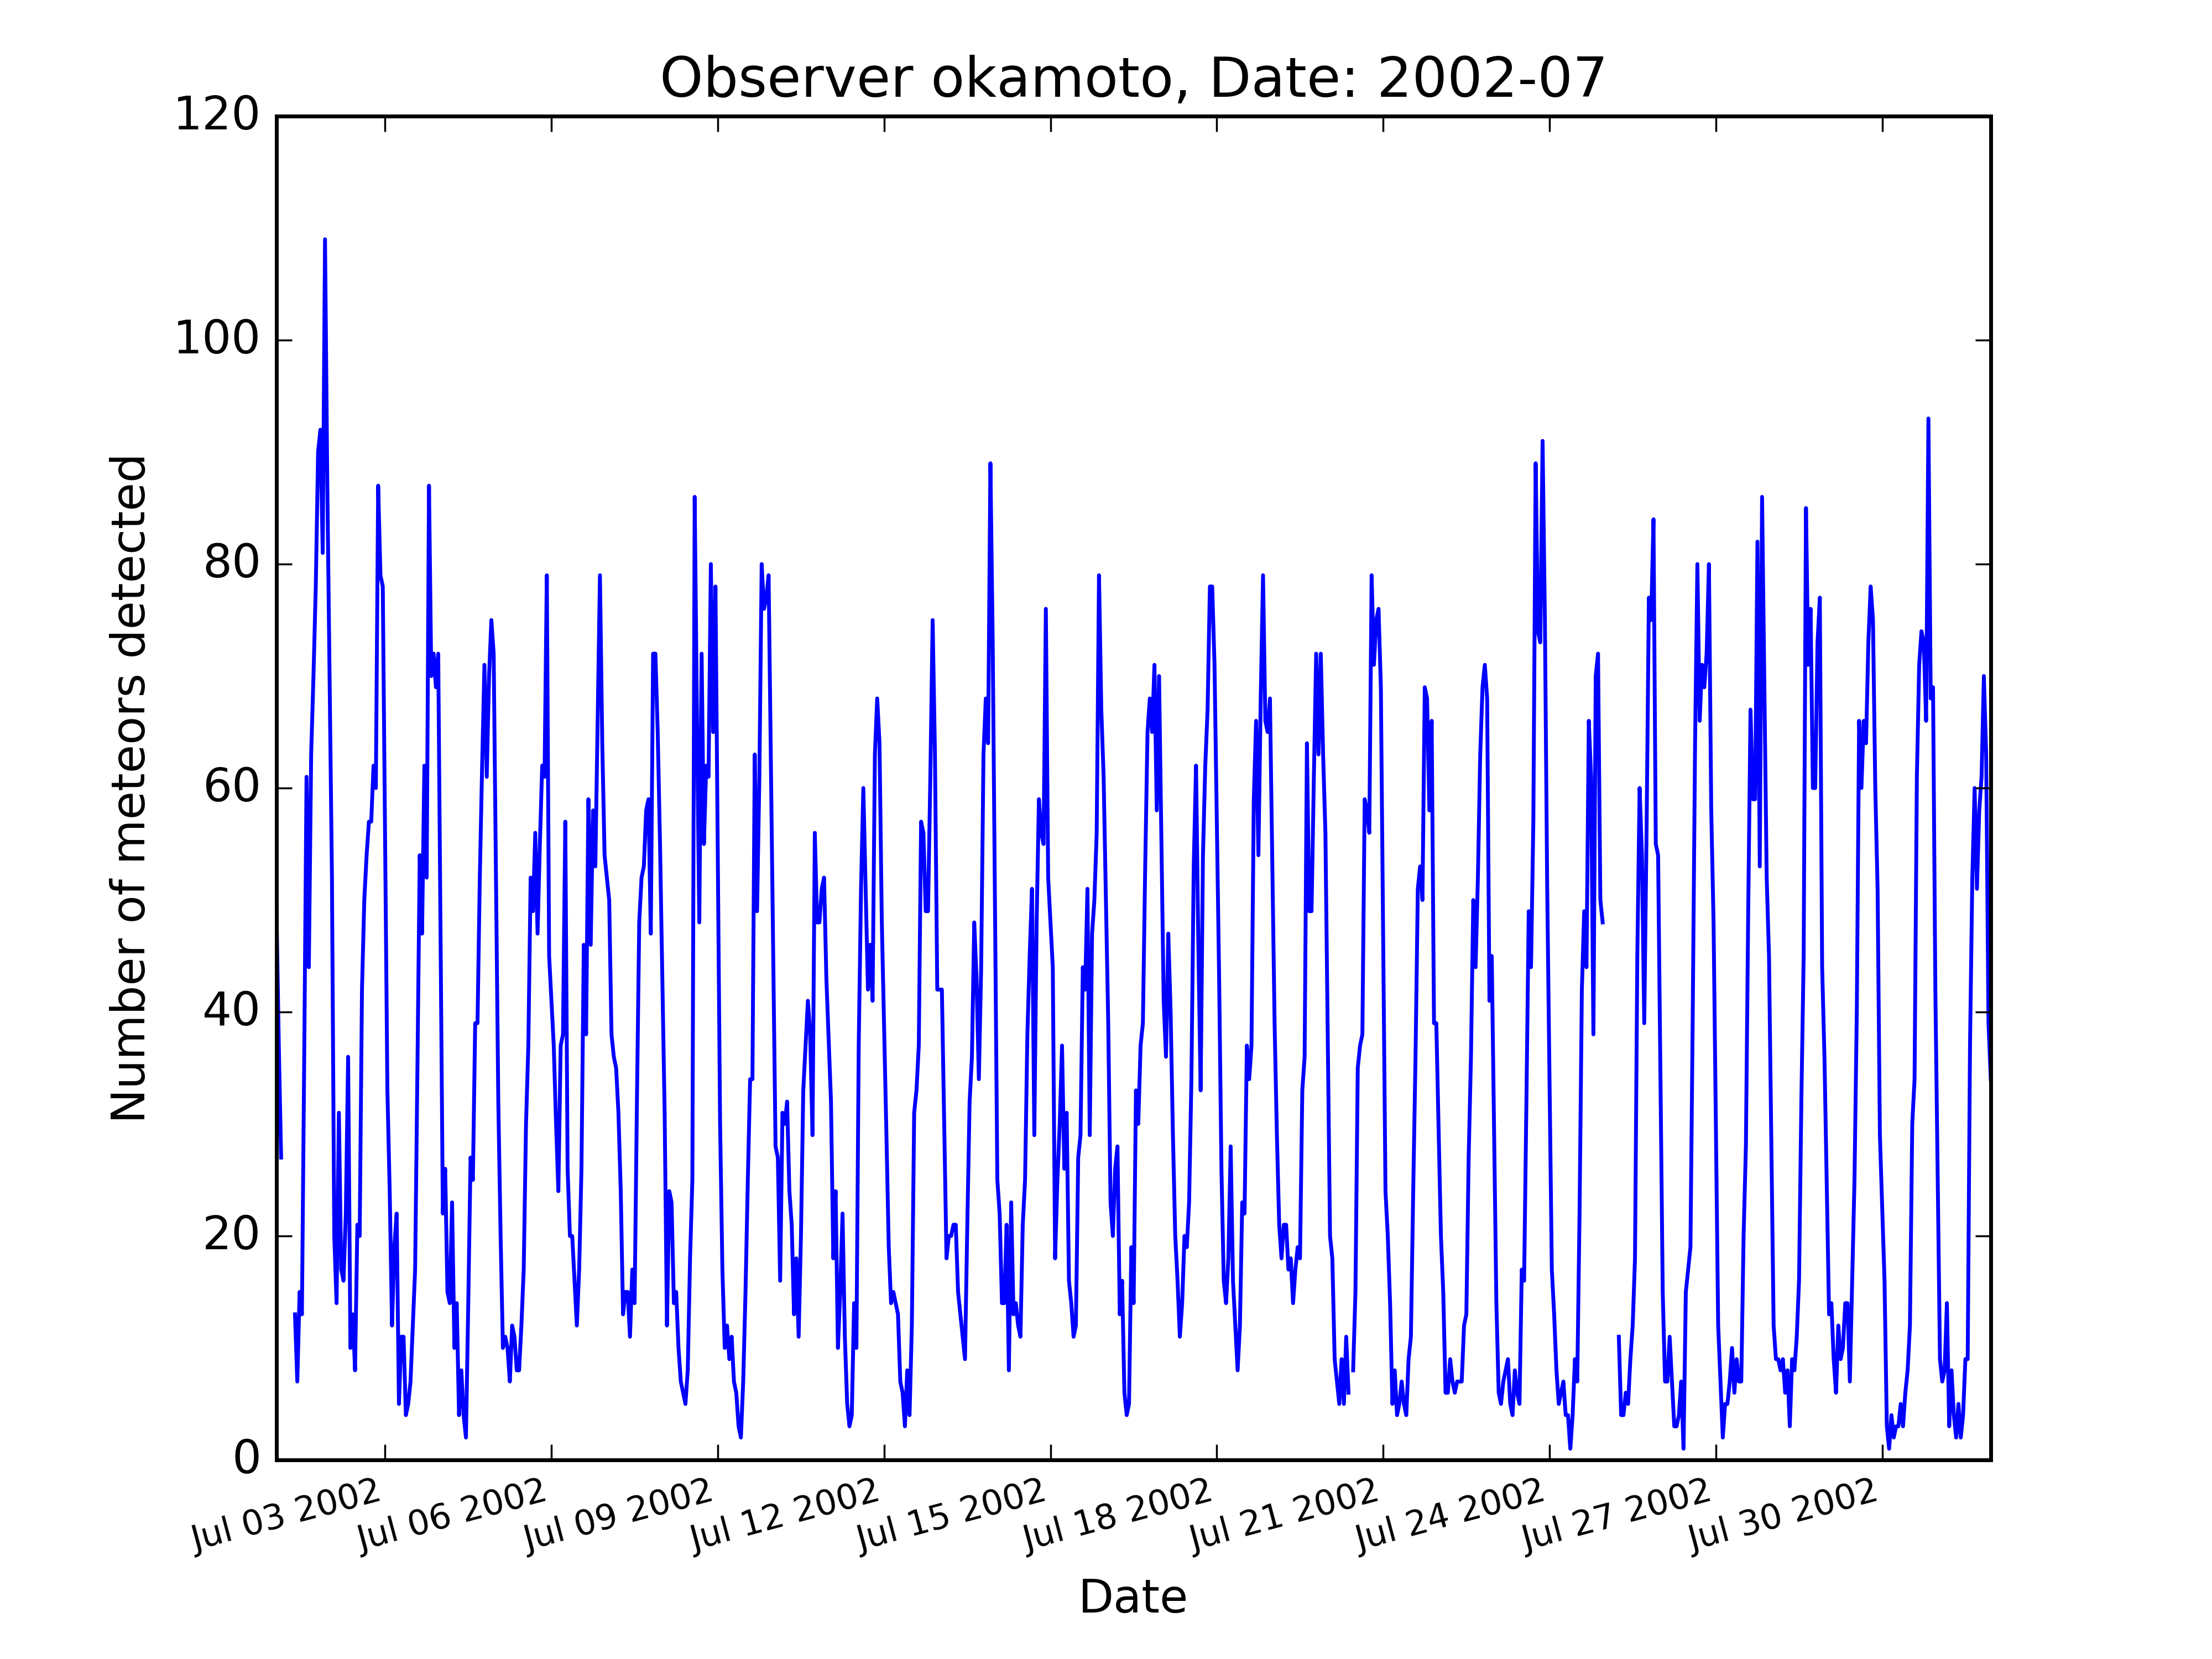 Observer okamoto, Date: 2002-07
120
100
80
60
40
20
0
Number of meteors detected
Jul 03 2002
Jul 06 2002
Jul 09 2002
Jul 12 2002
Jul 15 2002
Jul 18 2002
Jul 21 2002
Jul 24 2002
Jul 27 2002
Jul 30 2002
Date